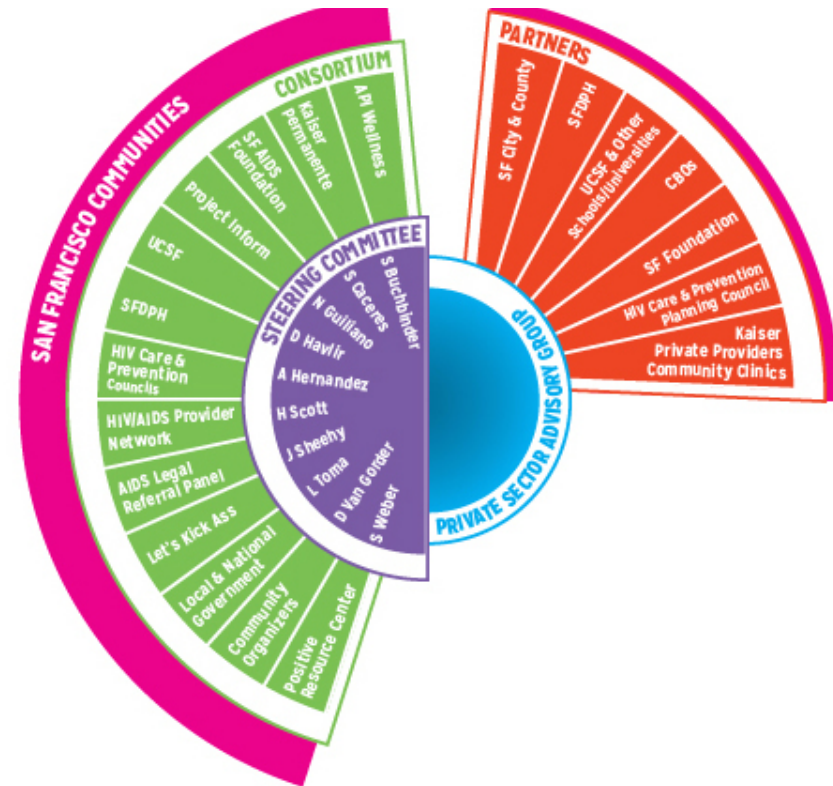 SAN FRANCISCO COMMUNITIES
CONSORTIUM
API Wellness
Kaiser
Permanente
SF AIDS
Foundation
Project Inform
UCSF
SFDPH
HIV Care &
Prevention
Councils
HIV/AIDS Provider
Network
AIDS Legal
Referral Panel
Let's Kick Ass
Local & National
Government
Community
Organizers
Positive
Resource Center
STEERING COMMITTEE
S Buchbinder
S Caceres
N Guiliano
D Havlir
A Hernandez
H Scott
J Sheehy
L Toma
D Van Gorder
S Weber
PRIVATE SECTOR ADVISORY GROUP
PARTNERS
SF City & County
SFDPH
UCSF & Other
Schools/Universities
CBOs
SF Foundation
HIV Care & Prevention
Planning Council
Kaiser
Private Providers
Community Clinics